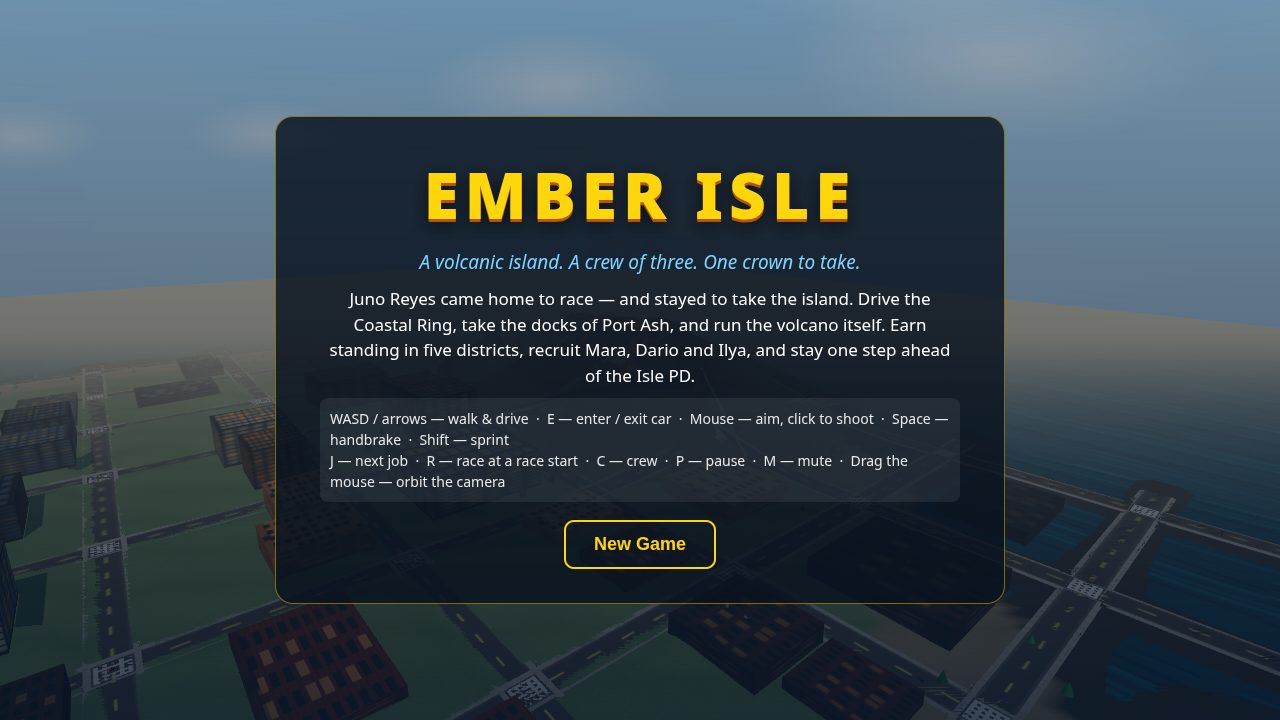 EMBER ISLE
A volcanic island. A crew of three. One crown to take.
Juno Reyes came home to race — and stayed to take the island. Drive the
Coastal Ring, take the docks of Port Ash, and run the volcano itself. Earn
standing in five districts, recruit Mara, Dario and Ilya, and stay one step ahead
of the Isle PD.
WASD / arrows — walk & drive · E — enter / exit car · Mouse — aim, click to shoot · Space —
handbrake · Shift — sprint
J — next job · R — race at a race start · C — crew · P — pause · M — mute · Drag the
mouse — orbit the camera
New Game